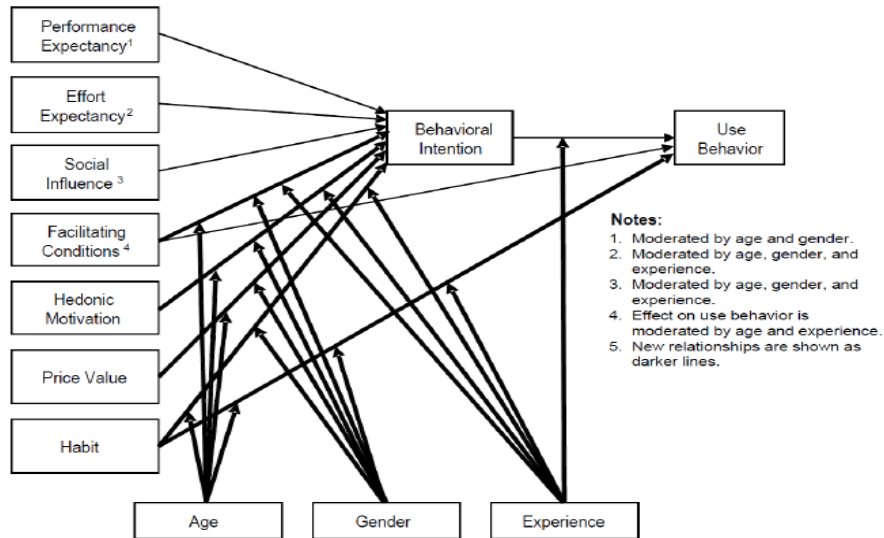 Performance
Expectancy¹
Effort
Expectancy²
Social
Influence ³
Facilitating
Conditions ⁴
Hedonic
Motivation
Price Value
Habit
Behavioral
Intention
Use
Behavior
Notes:
1. Moderated by age and gender.
2. Moderated by age, gender, and
experience.
3. Moderated by age, gender, and
experience.
4. Effect on use behavior is
moderated by age and experience.
5. New relationships are shown as
darker lines.
Age
Gender
Experience